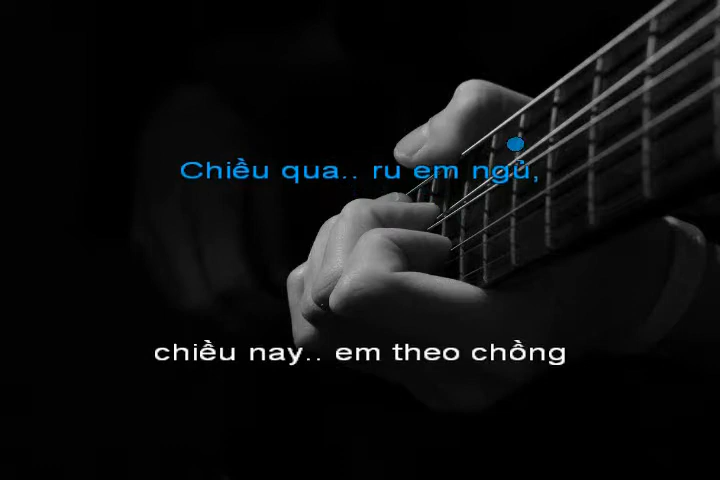 Chiều qua.. ru em ngủ,
chiều nay.. em theo chồng